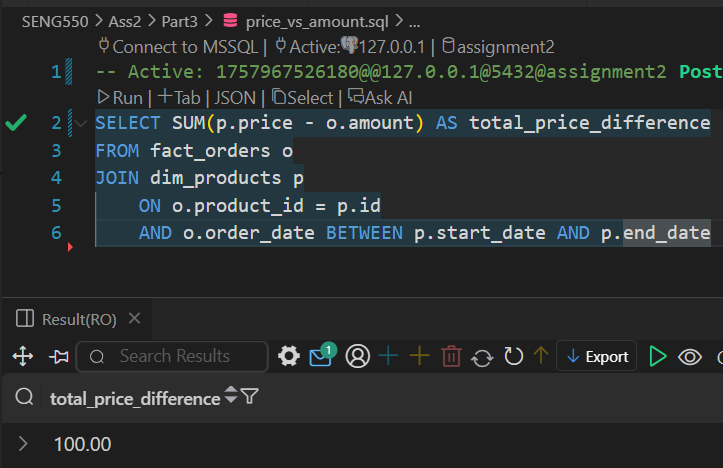 SENG550 > Ass2 > Part3 > price_vs_amount.sql > ...
Connect to MSSQL | Active: 127.0.0.1 | assignment2
1 -- Active: 1757967526180@@127.0.0.1@5432@assignment2 Post
Run | +Tab | JSON | Select | Ask AI
2 SELECT SUM(p.price - o.amount) AS total_price_difference
3 FROM fact_orders o
4 JOIN dim_products p
5 ON o.product_id = p.id
6 AND o.order_date BETWEEN p.start_date AND p.end_date
Result(RO)
Search Results 1 Export
total_price_difference
100.00